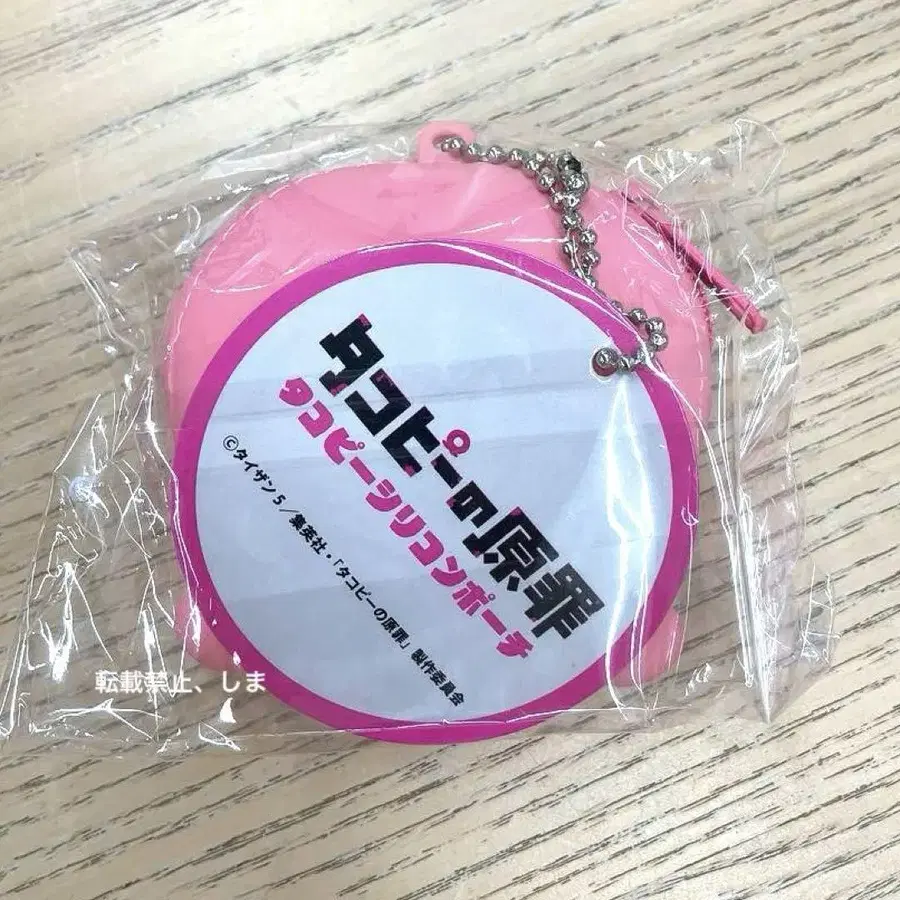 タコピーの原罪
タコピーシリコンポーチ
©タイザン5／集英社・「タコピーの原罪」製作委員会
転載禁止、しま